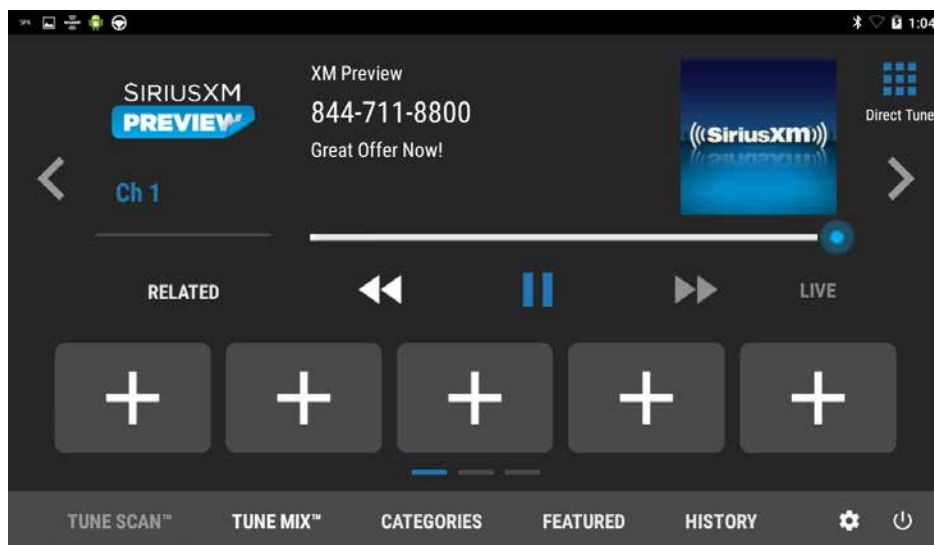 1:04
SIRIUSXM
PREVIEW
Ch 1
XM Preview
844-711-8800
Great Offer Now!
((SiriusXM))
Direct Tune
RELATED
LIVE
TUNE SCAN™
TUNE MIX™
CATEGORIES
FEATURED
HISTORY